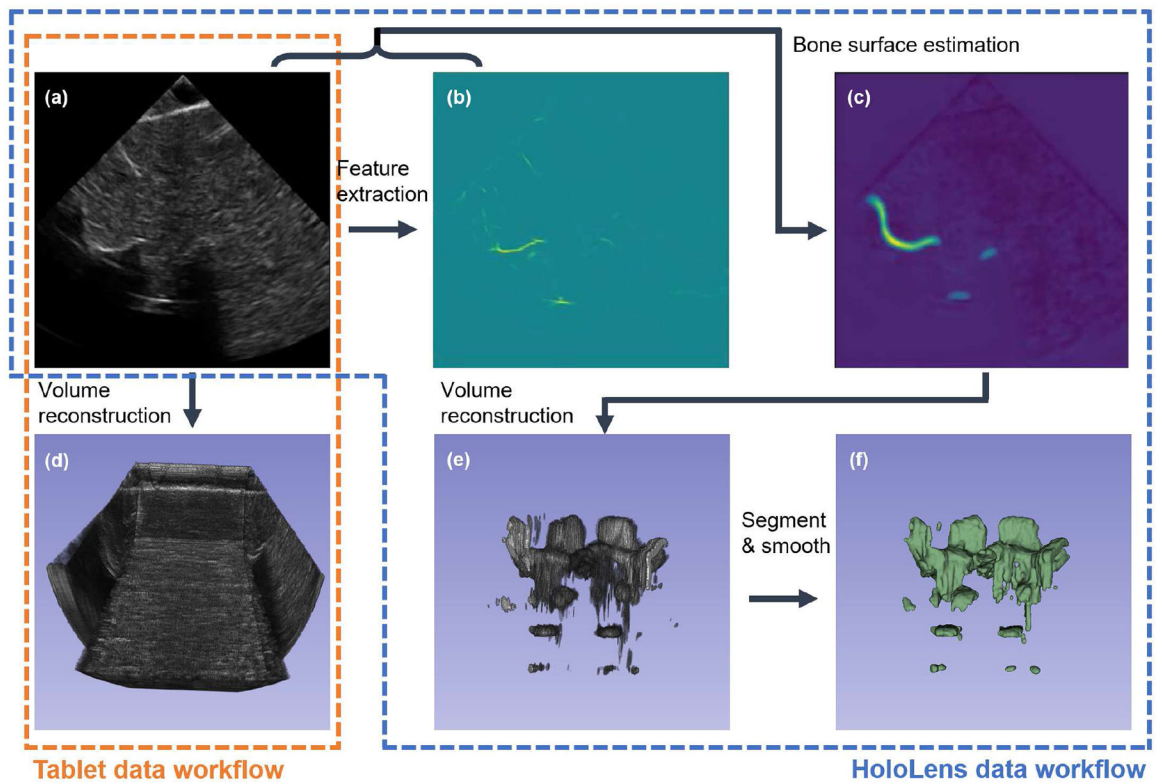 Bone surface estimation
(a)
(b)
(c)
Feature
extraction
Volume
reconstruction
Volume
reconstruction
(d)
(e)
(f)
Segment
& smooth
Tablet data workflow
HoloLens data workflow